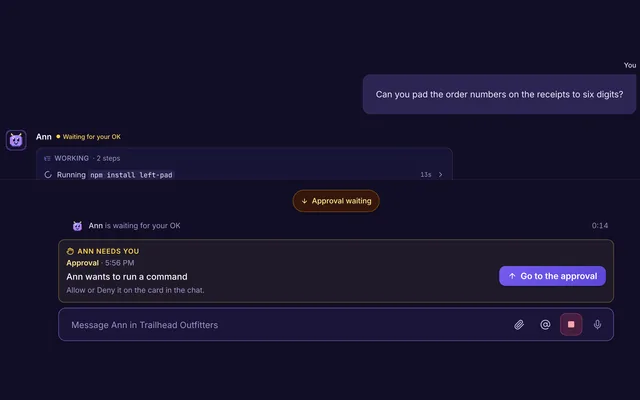 You
Can you pad the order numbers on the receipts to six digits?
Ann Waiting for your OK
WORKING · 2 steps
Running npm install left-pad 11s
Approval waiting
Ann is waiting for your OK 0:14
ANN NEEDS YOU
Approval · 5:56 PM
Ann wants to run a command
Go to the approval
Allow or Deny it on the card in the chat.
Message Ann in Trailhead Outfitters